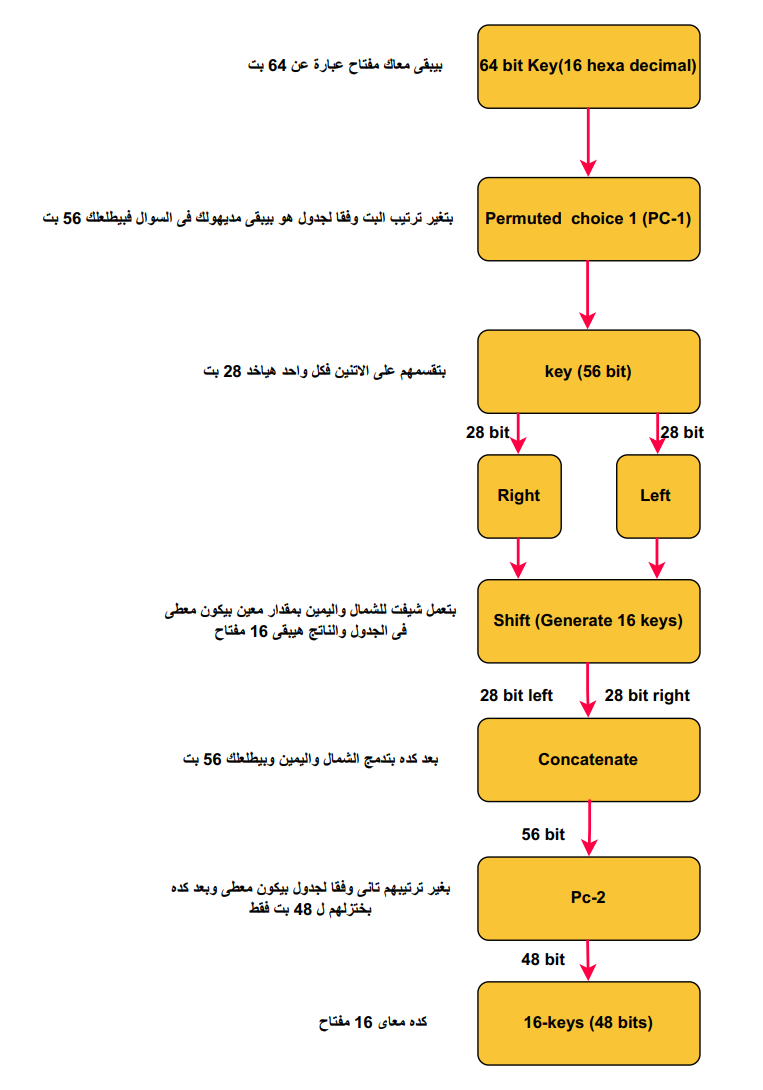 بيبقى معاك مفتاح عبارة عن 64 بت
64 bit Key(16 hexa decimal)
بتغير ترتيب البت وفقا لجدول هو بيبقى مديهولك فى السوال فبيطلعلك 56 بت
Permuted choice 1 (PC-1)
بتقسمهم على الاتنين فكل واحد هياخد 28 بت
key (56 bit)
28 bit
28 bit
Right
Left
بتعمل شيفت للشمال واليمين بمقدار معين بيكون معطى
فى الجدول والناتج هيبقى 16 مفتاح
Shift (Generate 16 keys)
28 bit left
28 bit right
بعد كده بتدمج الشمال واليمين وبيطلعلك 56 بت
Concatenate
56 bit
بغير ترتيبهم تانى وفقا لجدول بيكون معطى وبعد كده
بختزلهم ل 48 بت فقط
Pc-2
48 bit
كده معاى 16 مفتاح
16-keys (48 bits)